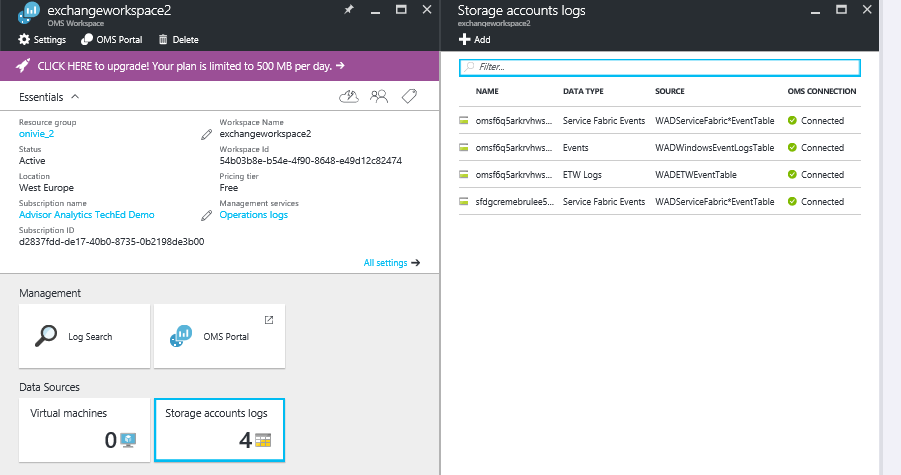 exchangeworkspace2
OMS Workspace
Settings
OMS Portal
Delete
CLICK HERE to upgrade! Your plan is limited to 500 MB per day. →
Essentials
Resource group
onivie_2
Workspace Name
exchangeworkspace2
Status
Active
Workspace Id
54b03b8e-b54e-4f90-8648-e49d12c82474
Location
West Europe
Pricing tier
Free
Subscription name
Advisor Analytics TechEd Demo
Management services
Operations logs
Subscription ID
d2837fdd-de17-40b0-8735-0b2198de3b00
All settings →
Management
Log Search
OMS Portal
Data Sources
Virtual machines
0
Storage accounts logs
4
Storage accounts logs
exchangeworkspace2
Add
Filter...
NAME DATA TYPE SOURCE OMS CONNECTION
omsf6q5arkrvhws... Service Fabric Events WADServiceFabric*EventTable Connected
omsf6q5arkrvhws... Events WADWindowsEventLogsTable Connected
omsf6q5arkrvhws... ETW Logs WADETWEventTable Connected
sfdgcremebrulee5... Service Fabric Events WADServiceFabric*EventTable Connected